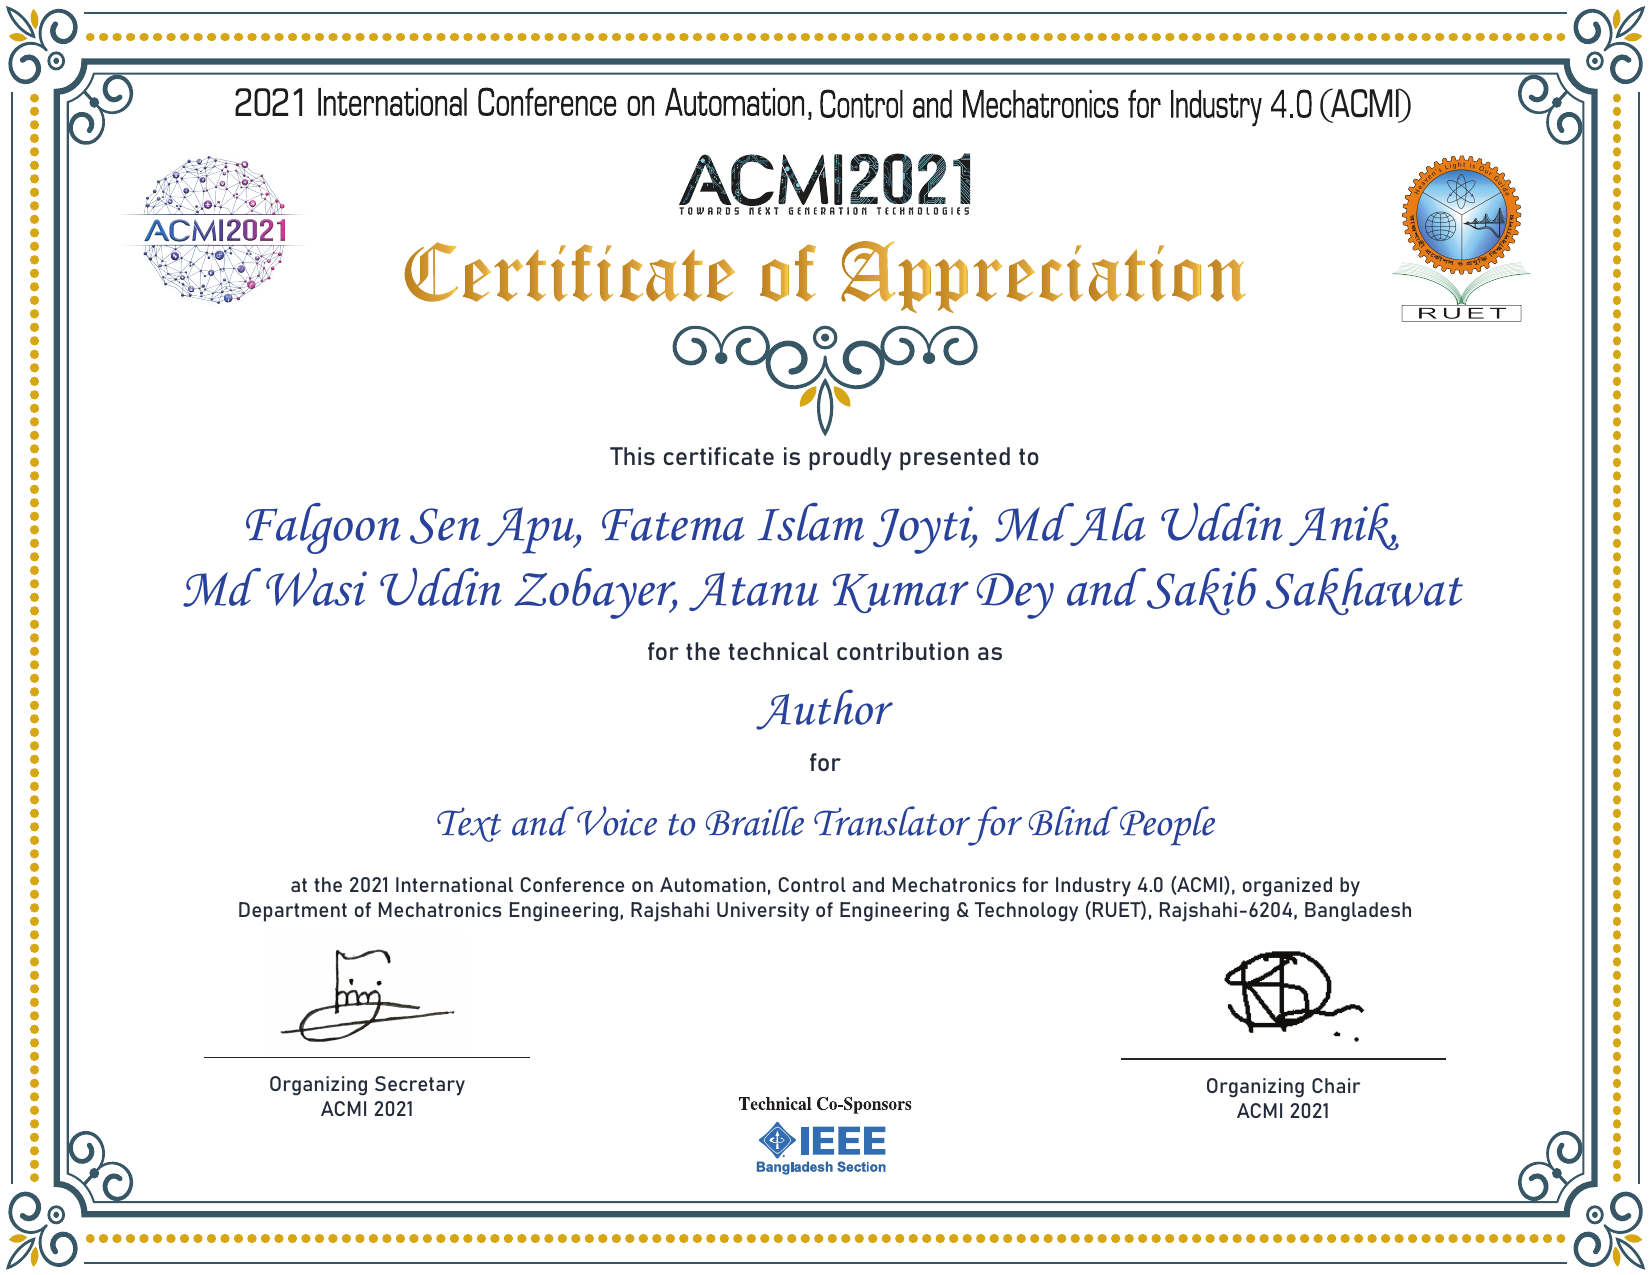 2021 International Conference on Automation, Control and Mechatronics for Industry 4.0 (ACMI)
ACMI2021
TOWARDS NEXT GENERATION TECHNOLOGIES
ACMI2021
Heaven's Light is Our Guide
RUET
Certificate of Appreciation
This certificate is proudly presented to
Falgoon Sen Apu, Fatema Islam Joyti, Md Ala Uddin Anik,
Md Wasi Uddin Zobayer, Atanu Kumar Dey and Sakib Sakhawat
for the technical contribution as
Author
for
Text and Voice to Braille Translator for Blind People
at the 2021 International Conference on Automation, Control and Mechatronics for Industry 4.0 (ACMI), organized by
Department of Mechatronics Engineering, Rajshahi University of Engineering & Technology (RUET), Rajshahi-6204, Bangladesh
Organizing Secretary
ACMI 2021
Organizing Chair
ACMI 2021
Technical Co-Sponsors
IEEE
Bangladesh Section